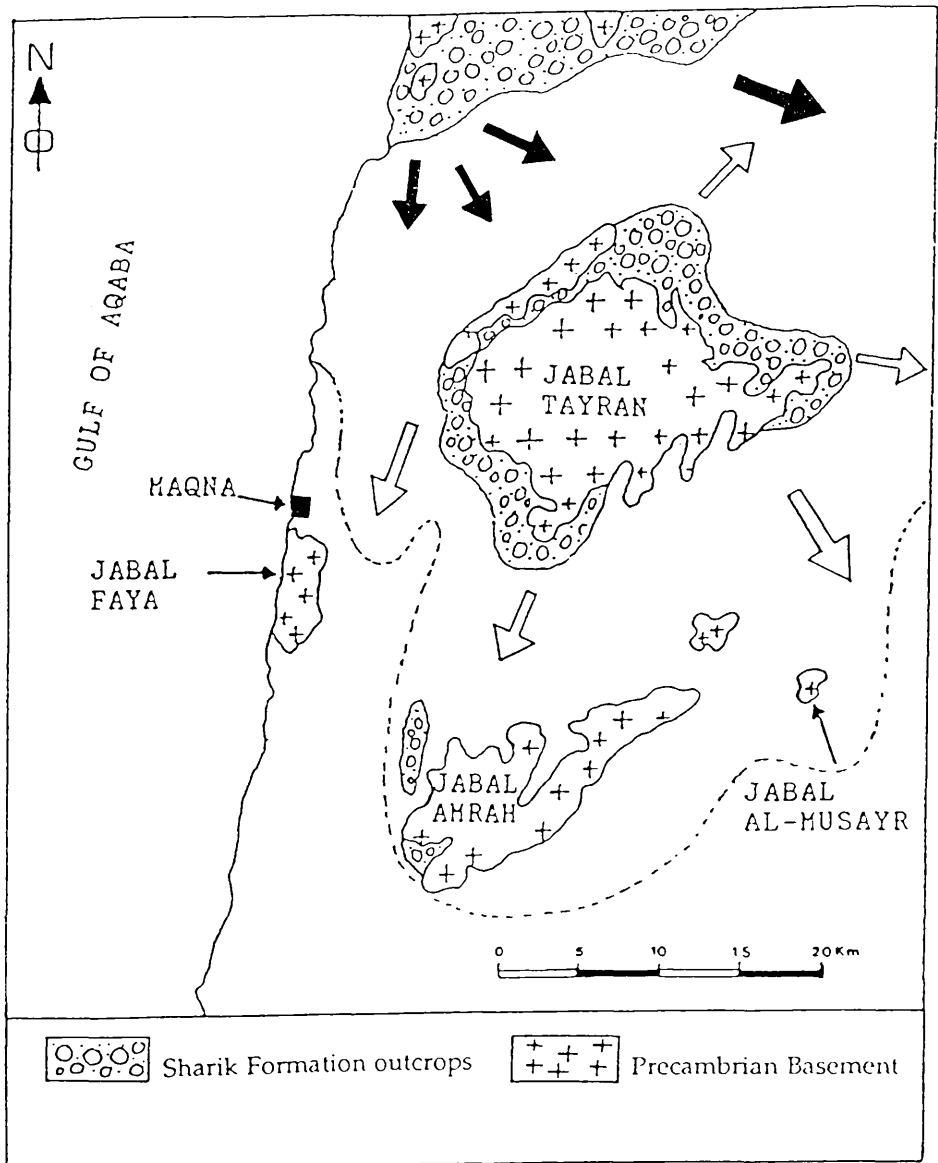 N
GULF OF AQABA
JABAL
TAYRAN
MAQNA
JABAL
FAYA
JABAL
AMRAH
JABAL
AL-MUSAYR
0 5 10 15 20 Km
Sharik Formation outcrops
Precambrian Basement